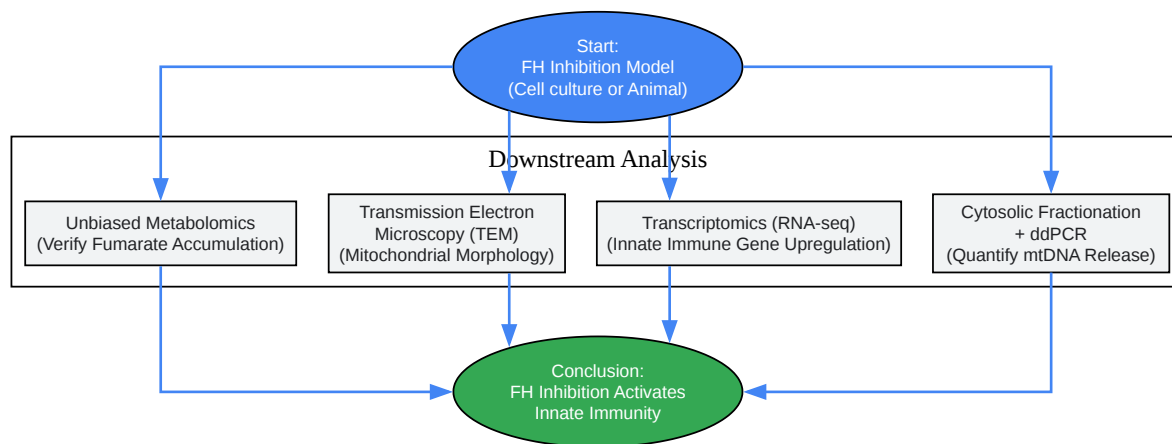 Start:
FH Inhibition Model
(Cell culture or Animal)
Downstream Analysis
Unbiased Metabolomics
(Verify Fumarate Accumulation)
Transmission Electron
Microscopy (TEM)
(Mitochondrial Morphology)
Transcriptomics (RNA-seq)
(Innate Immune Gene Upregulation)
Cytosolic Fractionation
+ ddPCR
(Quantify mtDNA Release)
Conclusion:
FH Inhibition Activates
Innate Immunity